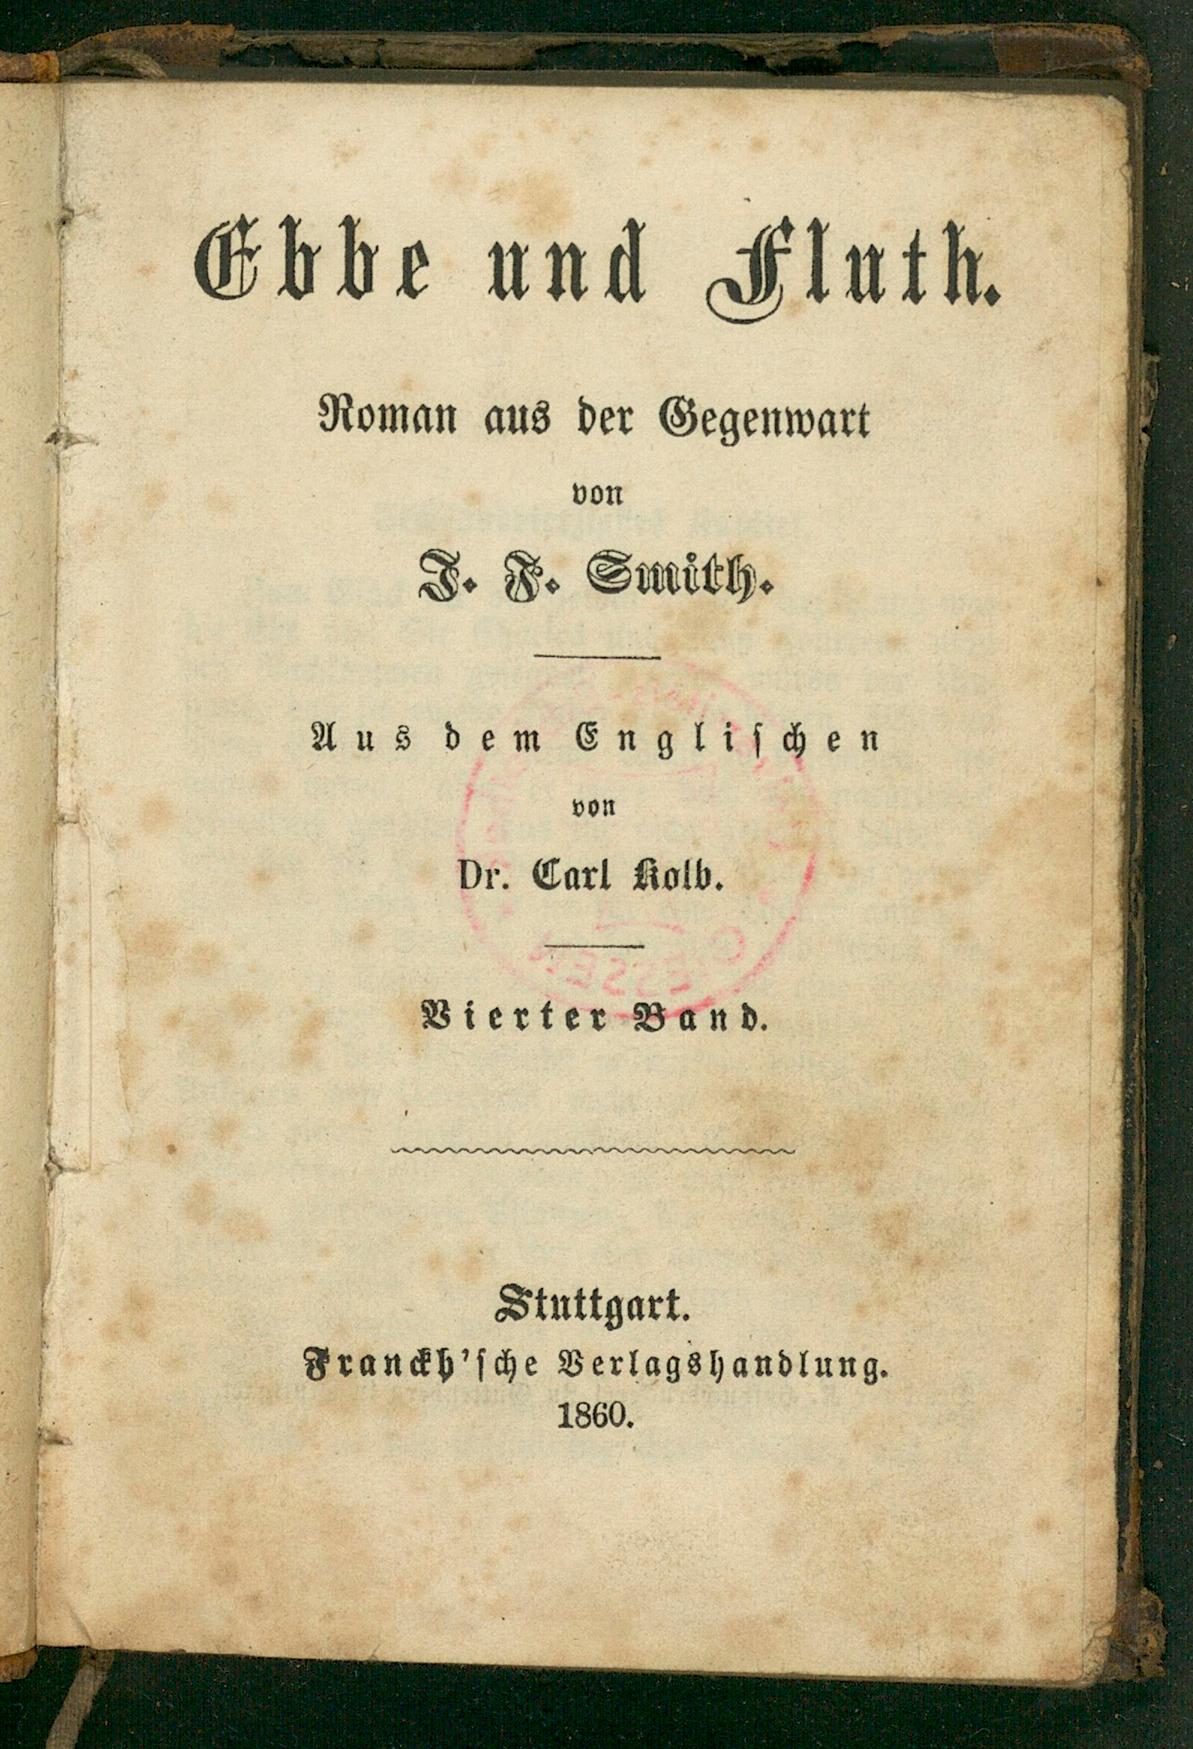 Ebbe und Fluth.
Roman aus der Gegenwart
von
J. F. Smith.
Aus dem Engliſchen
von
Dr. Carl Kolb.
Vierter Band.
Stuttgart.
Franckh'ſche Verlagshandlung.
1860.